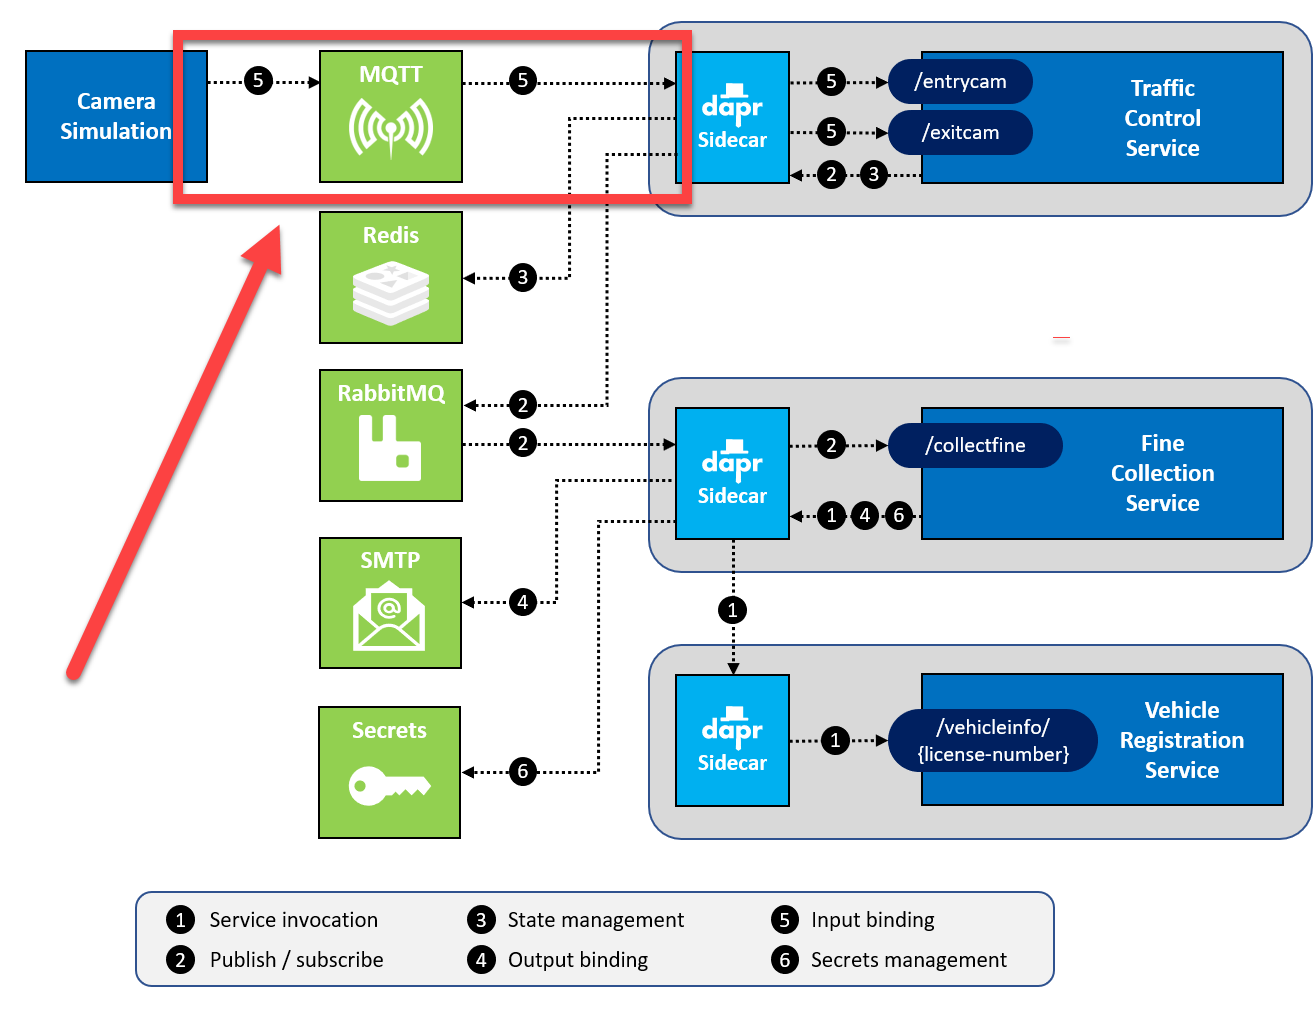 Camera
Simulation
5
MQTT
5
dapr
Sidecar
5
/entrycam
5
/exitcam
2 3
Traffic
Control
Service
Redis
3
RabbitMQ
2
2
dapr
Sidecar
2
/collectfine
1 4 6
Fine
Collection
Service
SMTP
@
4
1
Secrets
6
dapr
Sidecar
1
/vehicleinfo/
{license-number}
Vehicle
Registration
Service
1 Service invocation
3 State management
5 Input binding
2 Publish / subscribe
4 Output binding
6 Secrets management